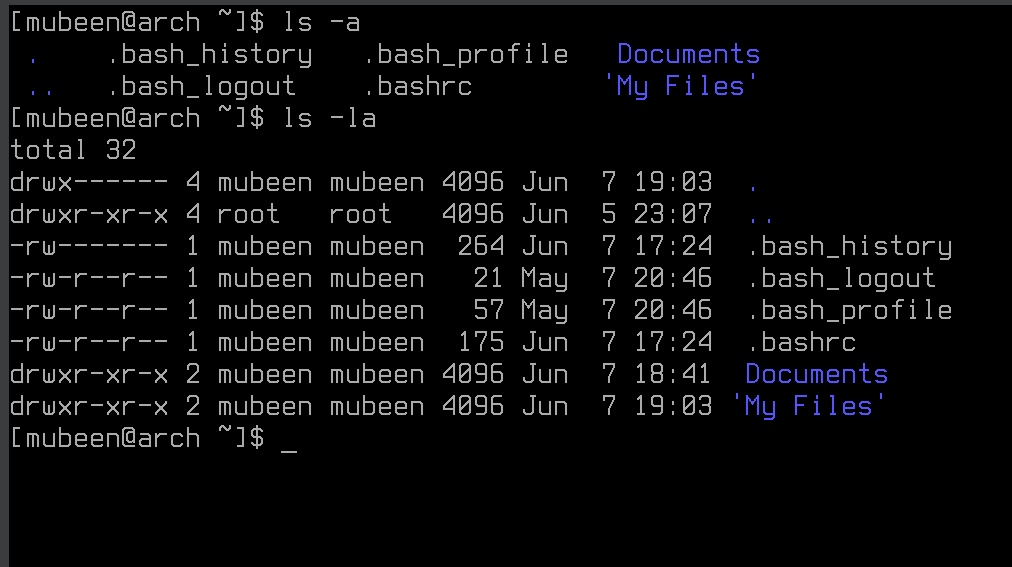 [mubeen@arch ~]$ ls -a
.    .bash_history   .bash_profile   Documents
..   .bash_logout    .bashrc        'My Files'
[mubeen@arch ~]$ ls -la
total 32
drwx------ 4 mubeen mubeen 4096 Jun  7 19:03  .
drwxr-xr-x 4 root   root   4096 Jun  5 23:07  ..
-rw------- 1 mubeen mubeen  264 Jun  7 17:24  .bash_history
-rw-r--r-- 1 mubeen mubeen   21 May  7 20:46  .bash_logout
-rw-r--r-- 1 mubeen mubeen   57 May  7 20:46  .bash_profile
-rw-r--r-- 1 mubeen mubeen  175 Jun  7 17:24  .bashrc
drwxr-xr-x 2 mubeen mubeen 4096 Jun  7 18:41  Documents
drwxr-xr-x 2 mubeen mubeen 4096 Jun  7 19:03 'My Files'
[mubeen@arch ~]$ _